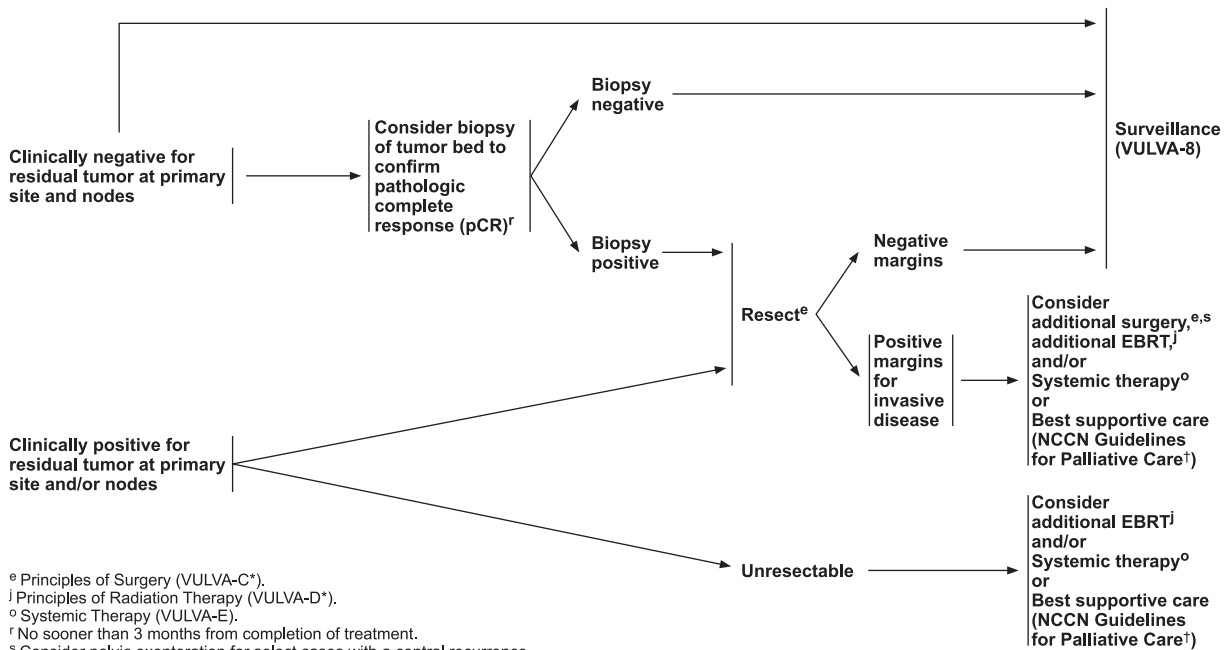 Clinically negative for
residual tumor at primary
site and nodes
Consider biopsy
of tumor bed to
confirm
pathologic
complete
response (pCR)r
Biopsy
negative
Biopsy
positive
Surveillance
(VULVA-8)
Resecte
Negative
margins
Positive
margins
for
invasive
disease
Consider
additional surgery,e,s
additional EBRT,j
and/or
Systemic therapyo
or
Best supportive care
(NCCN Guidelines
for Palliative Care†)
Clinically positive for
residual tumor at primary
site and/or nodes
Unresectable
Consider
additional EBRTj
and/or
Systemic therapyo
or
Best supportive care
(NCCN Guidelines
for Palliative Care†)
e Principles of Surgery (VULVA-C*).
j Principles of Radiation Therapy (VULVA-D*).
o Systemic Therapy (VULVA-E).
r No sooner than 3 months from completion of treatment.
s Consider pelvic exenteration for select cases with a central recurrence.